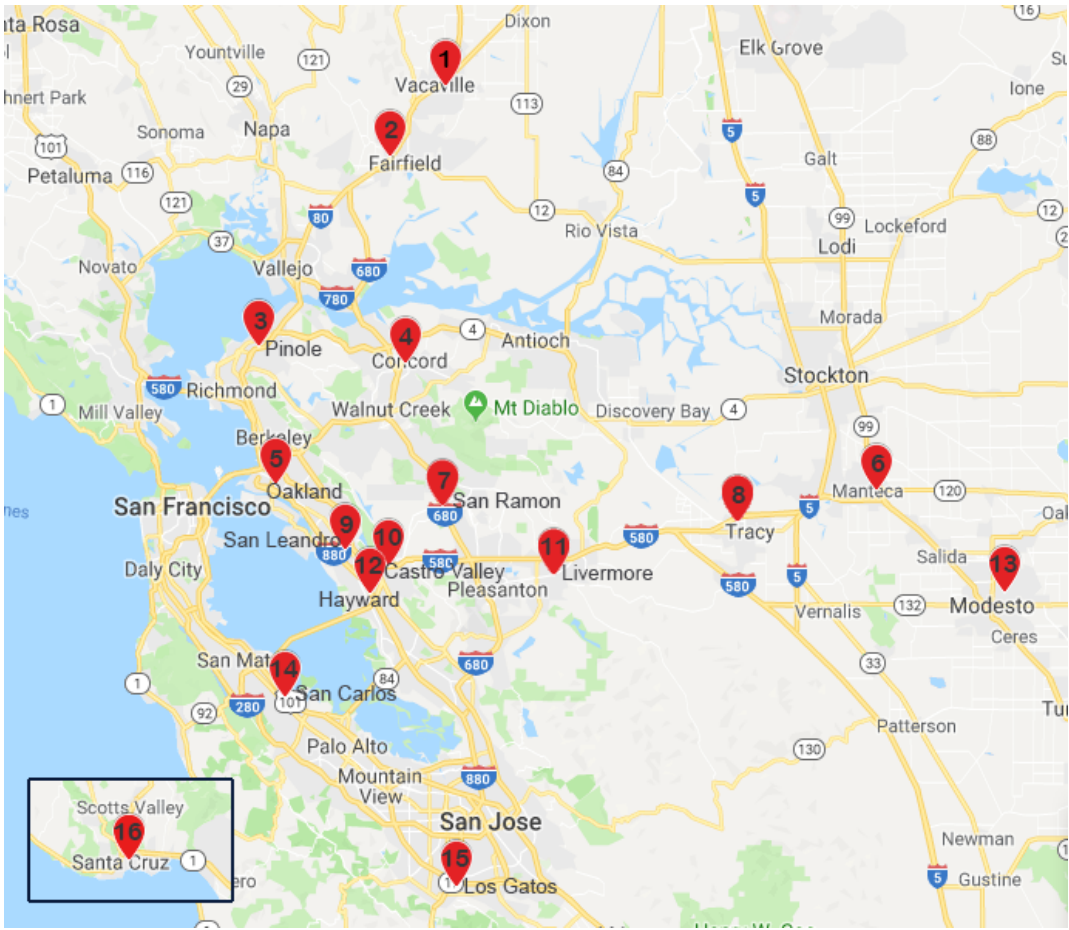 nta Rosa
Dixon
16
Yountville
121
Elk Grove
1
Vacaville
29
hnert Park
113
Ione
Sonoma
Napa
2
5
88
101
Fairfield
Galt
Petaluma
116
84
121
5
12
12
80
99
Lockeford
Rio Vista
37
Lodi
Novato
Vallejo
680
780
3
Morada
4
4
Pinole
Concord
Antioch
580
Richmond
Stockton
1
Mill Valley
Walnut Creek
Mt Diablo
Discovery Bay
4
99
Berkeley
5
6
7
Oakland
Manteca
120
San Francisco
San Ramon
8
5
680
San Leandro
9
Tracy
880
10
580
11
580
Salida
Daly City
12
Castro Valley
Livermore
580
5
13
Hayward
Pleasanton
Vernalis
132
Modesto
Ceres
San Mat
14
680
33
1
San Carlos
84
280
101
92
Patterson
Palo Alto
130
Mountain
View
880
Scotts Valley
San Jose
16
Santa Cruz
1
15
Newman
ero
Los Gatos
5
Gustine